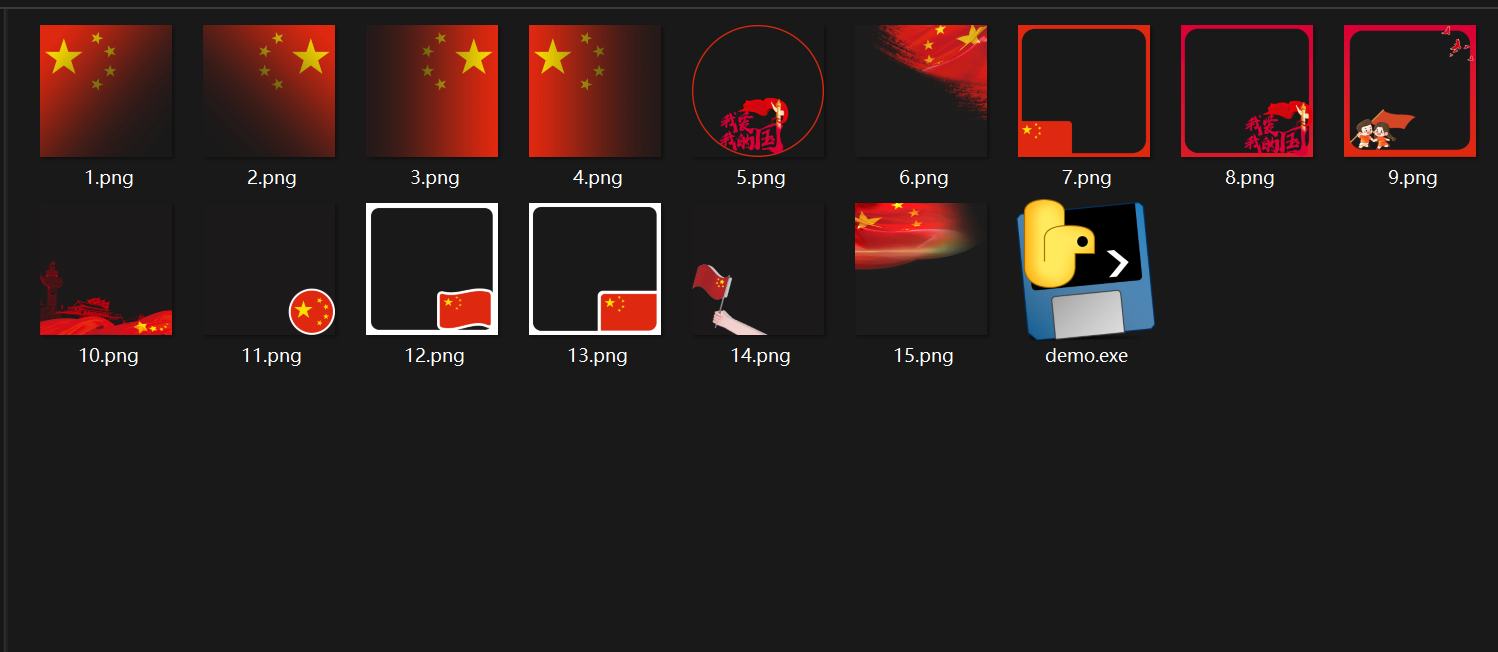 我爱
我的国
我爱
我的国
1.png 2.png 3.png 4.png 5.png 6.png 7.png 8.png 9.png
10.png 11.png 12.png 13.png 14.png 15.png demo.exe